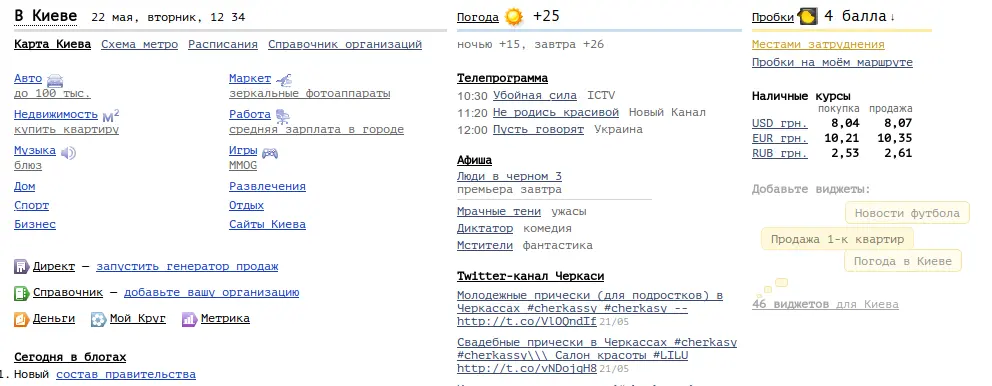 В Киеве 22 мая, вторник, 12 34
Карта Киева Схема метро Расписания Справочник организаций
Авто
до 100 тыс.
Маркет
зеркальные фотоаппараты
Недвижимость М²
купить квартиру
Работа
средняя зарплата в городе
Музыка
блюз
Игры
MMOG
Дом
Развлечения
Спорт
Отдых
Бизнес
Сайты Киева
Директ — запустить генератор продаж
Справочник — добавьте вашу организацию
Деньги Мой Круг Метрика
Сегодня в блогах
1. Новый состав правительства
Погода +25
ночью +15, завтра +26
Телепрограмма
10:30 Убойная сила ICTV
11:20 Не родись красивой Новый Канал
12:00 Пусть говорят Украина
Афиша
Люди в черном 3
премьера завтра
Мрачные тени ужасы
Диктатор комедия
Мстители фантастика
Twitter-канал Черкаси
Молодежные прически (для подростков) в
Черкассах #cherkassy #cherkasy --
http://t.co/VlOQndIf 21/05
Свадебные прически в Черкассах #cherkasy
#cherkassy\\\ Салон красоты #LILU
http://t.co/vNDojgH8 21/05
Пробки 4 балла↓
Местами затруднения
Пробки на моём маршруте
Наличные курсы
покупка продажа
USD грн. 8,04 8,07
EUR грн. 10,21 10,35
RUB грн. 2,53 2,61
Добавьте виджеты:
Новости футбола
Продажа 1-к квартир
Погода в Киеве
46 виджетов для Киева